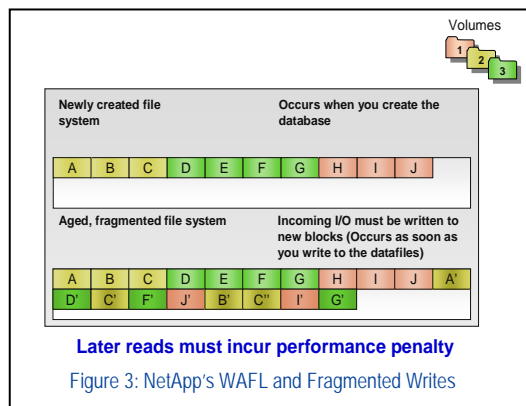 Volumes
1
2
3
Newly created file
system
Occurs when you create the
database
A B C D E F G H I J
Aged, fragmented file system
Incoming I/O must be written to
new blocks (Occurs as soon as
you write to the datafiles)
A B C D E F G H I J A'
D' C' F' J' B' C'' I' G'
Later reads must incur performance penalty
Figure 3: NetApp's WAFL and Fragmented Writes